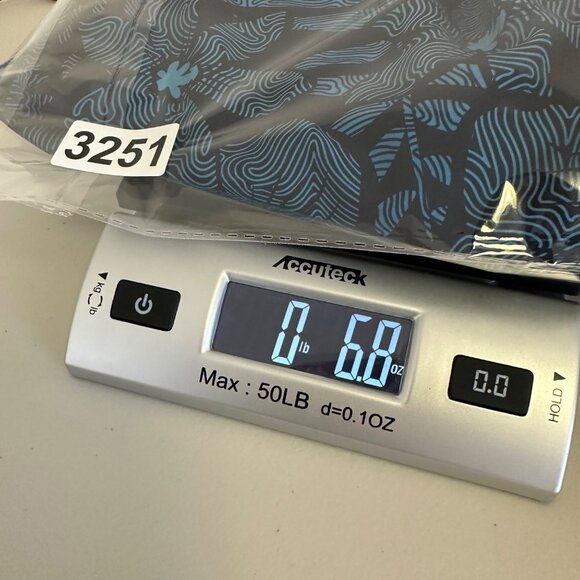 3251
Accuteck
kg lb
0 lb 6.8 oz
0.0
HOLD
Max : 50LB d=0.1OZ